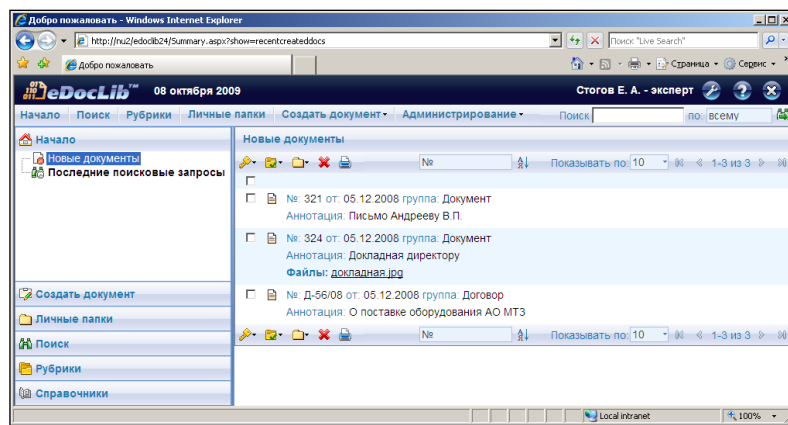 Добро пожаловать - Windows Internet Explorer
http://nu2/edoclib24/Summary.aspx?show=recentcreateddocs
Поиск "Live Search"
Добро пожаловать
Страница
Сервис
eDocLib™ 08 октября 2009 Стогов Е. А. - эксперт
Начало Поиск Рубрики Личные папки Создать документ Администрирование Поиск по: всему
Начало
Новые документы
Последние поисковые запросы
Создать документ
Личные папки
Поиск
Рубрики
Справочники
Новые документы
№ Показывать по: 10 1-3 из 3
№: 321 от: 05.12.2008 группа: Документ
Аннотация: Письмо Андрееву В.П.
№: 324 от: 05.12.2008 группа: Документ
Аннотация: Докладная директору
Файлы: докладная.jpg
№: Д-56/08 от: 05.12.2008 группа: Договор
Аннотация: О поставке оборудования АО МТЗ
№ Показывать по: 10 1-3 из 3
Local intranet 100%